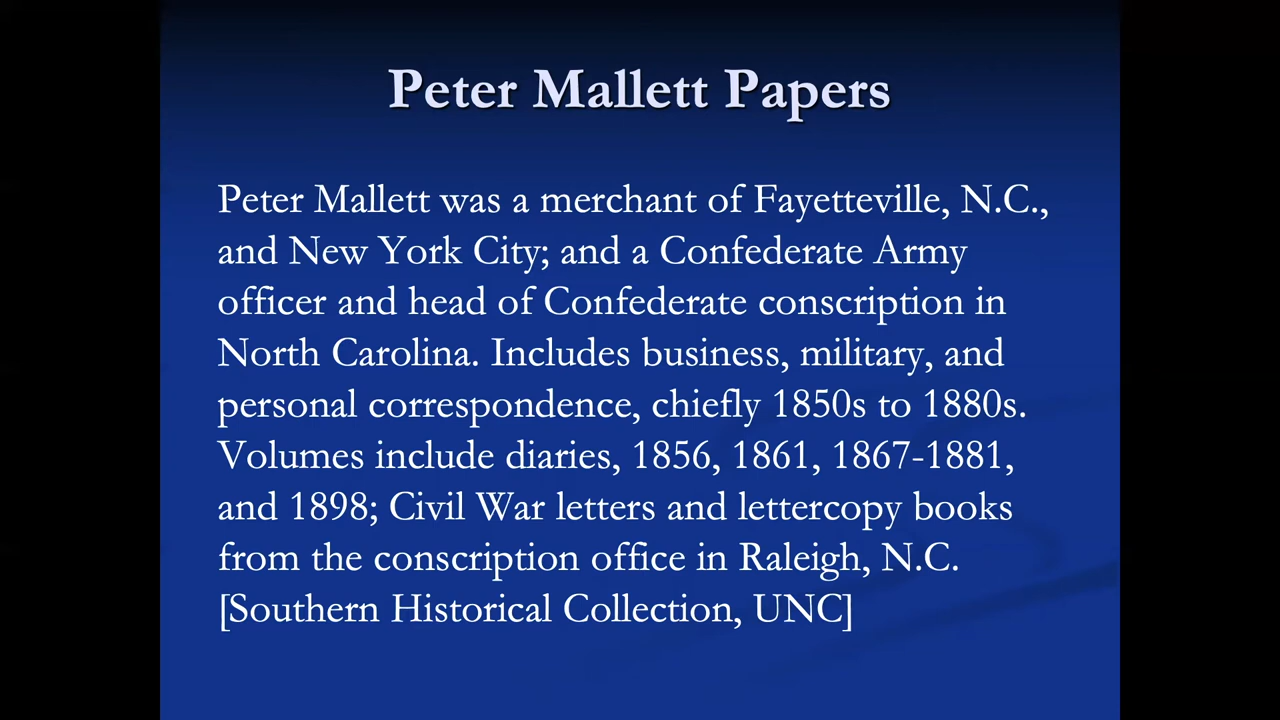 Peter Mallett Papers
Peter Mallett was a merchant of Fayetteville, N.C.,
and New York City; and a Confederate Army
officer and head of Confederate conscription in
North Carolina. Includes business, military, and
personal correspondence, chiefly 1850s to 1880s.
Volumes include diaries, 1856, 1861, 1867-1881,
and 1898; Civil War letters and lettercopy books
from the conscription office in Raleigh, N.C.
[Southern Historical Collection, UNC]